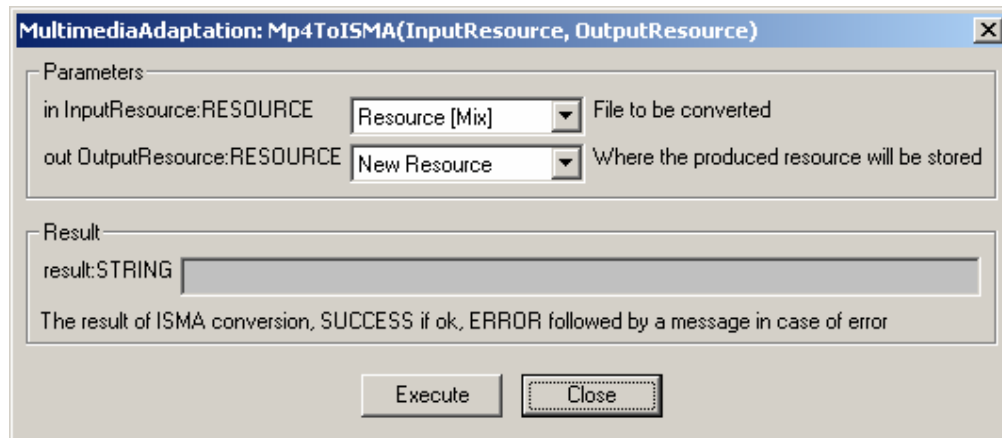 MultimediaAdaptation: Mp4ToISMA(InputResource, OutputResource)
Parameters
in InputResource:RESOURCE Resource [Mix] File to be converted
out OutputResource:RESOURCE New Resource Where the produced resource will be stored
Result
result:STRING
The result of ISMA conversion, SUCCESS if ok, ERROR followed by a message in case of error
Execute Close